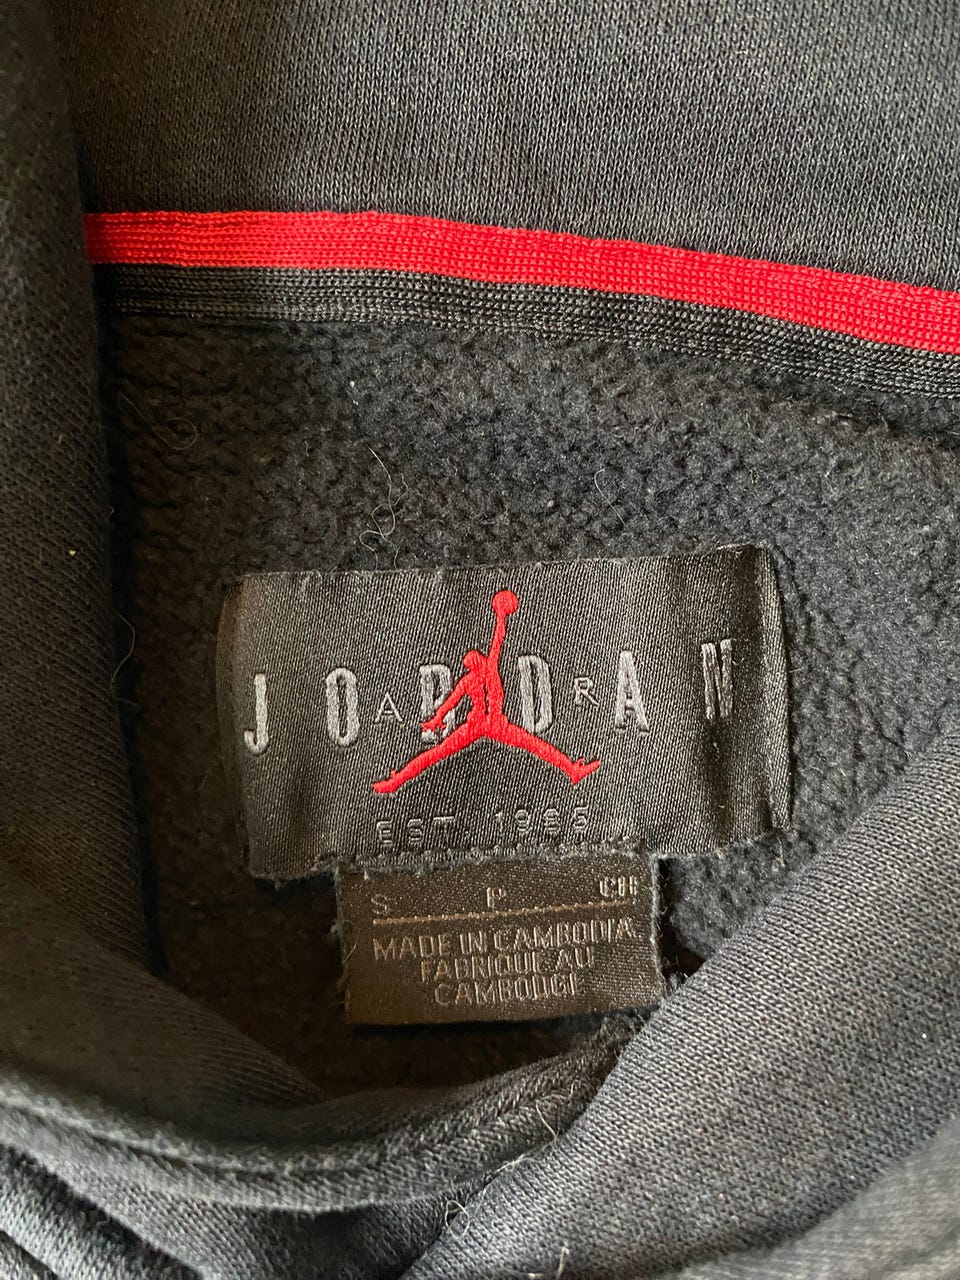 JORDAN
AIR
EST. 1985
S P CH
MADE IN CAMBODIA
FABRIQUE AU
CAMBODGE